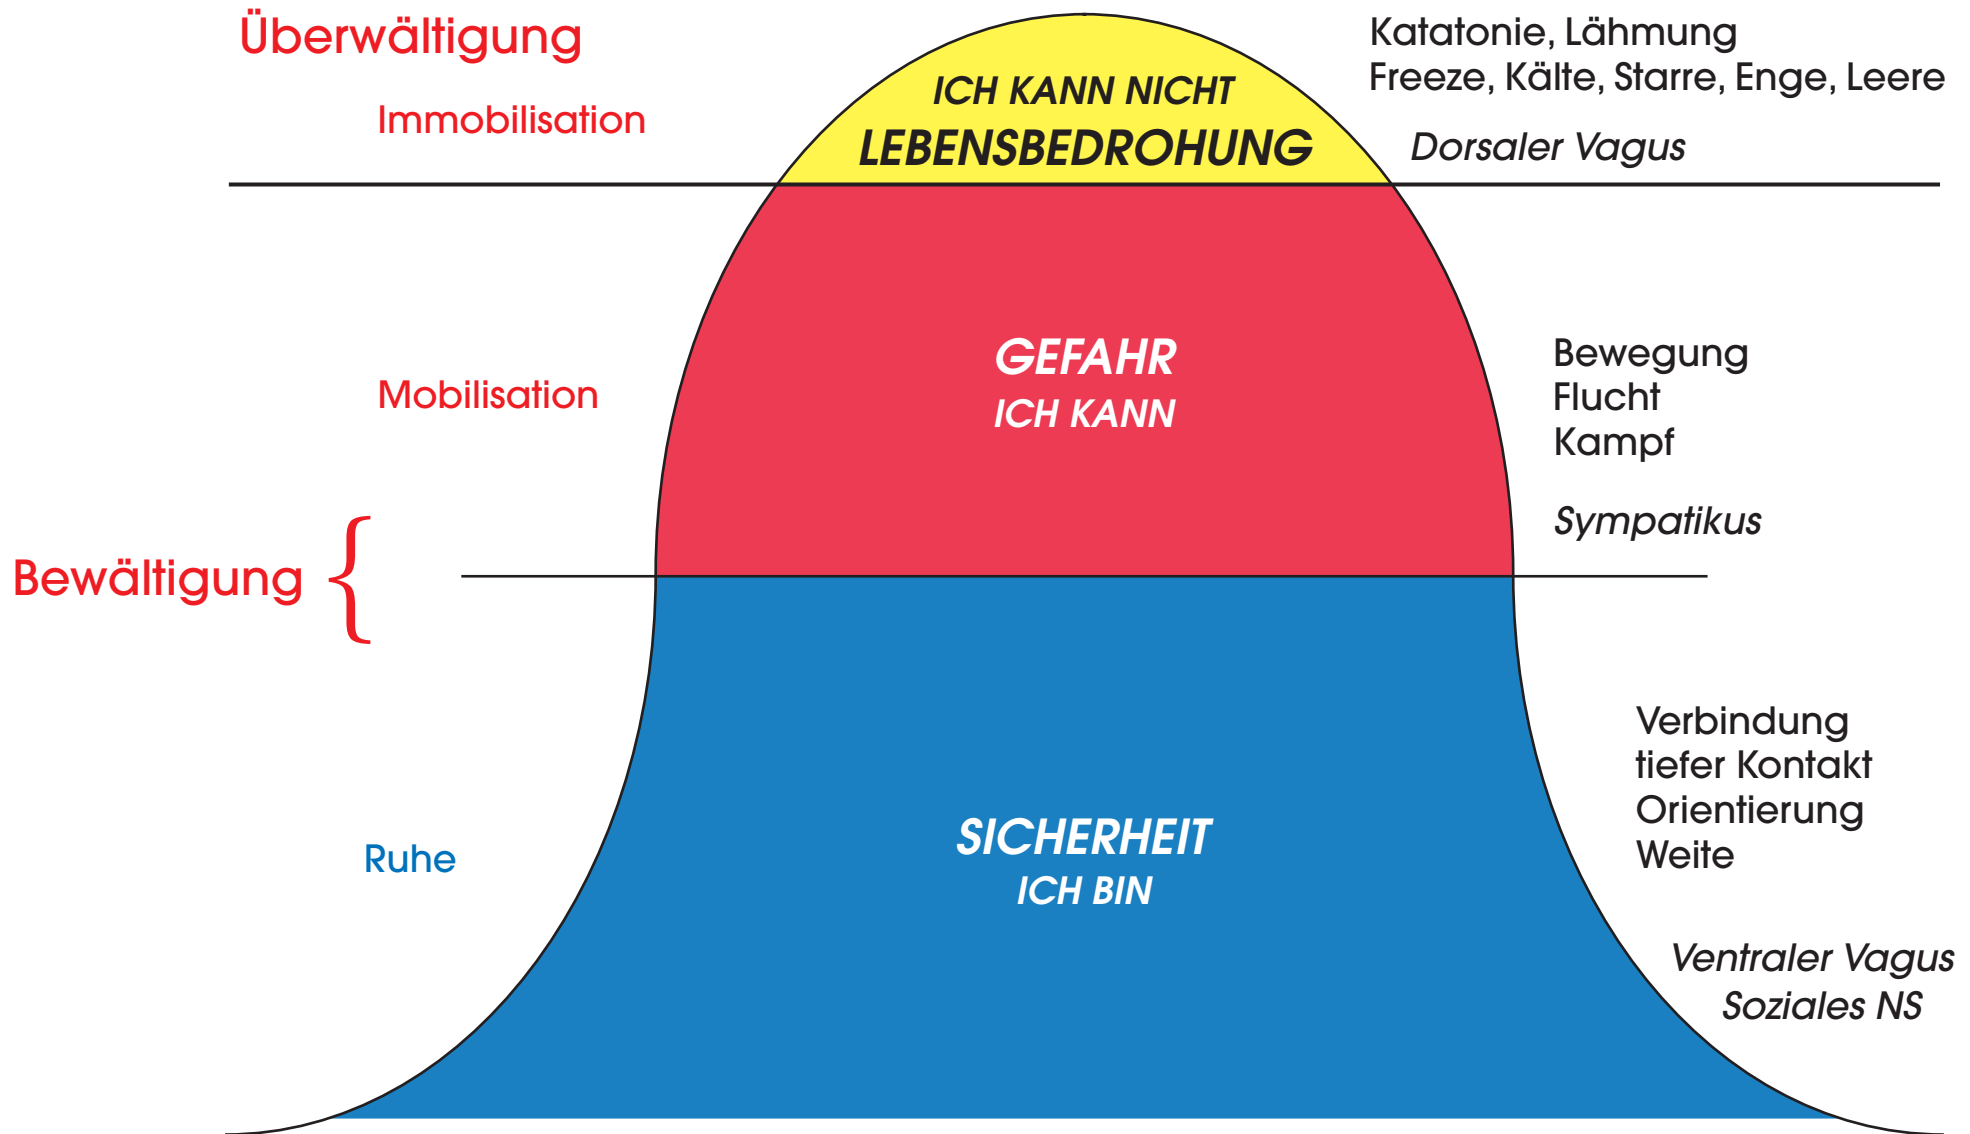 Überwältigung
Immobilisation
ICH KANN NICHT
LEBENSBEDROHUNG
Katatonie, Lähmung
Freeze, Kälte, Starre, Enge, Leere
Dorsaler Vagus
Mobilisation
GEFAHR
ICH KANN
Bewegung
Flucht
Kampf
Sympatikus
Bewältigung {
Ruhe
SICHERHEIT
ICH BIN
Verbindung
tiefer Kontakt
Orientierung
Weite
Ventraler Vagus
Soziales NS